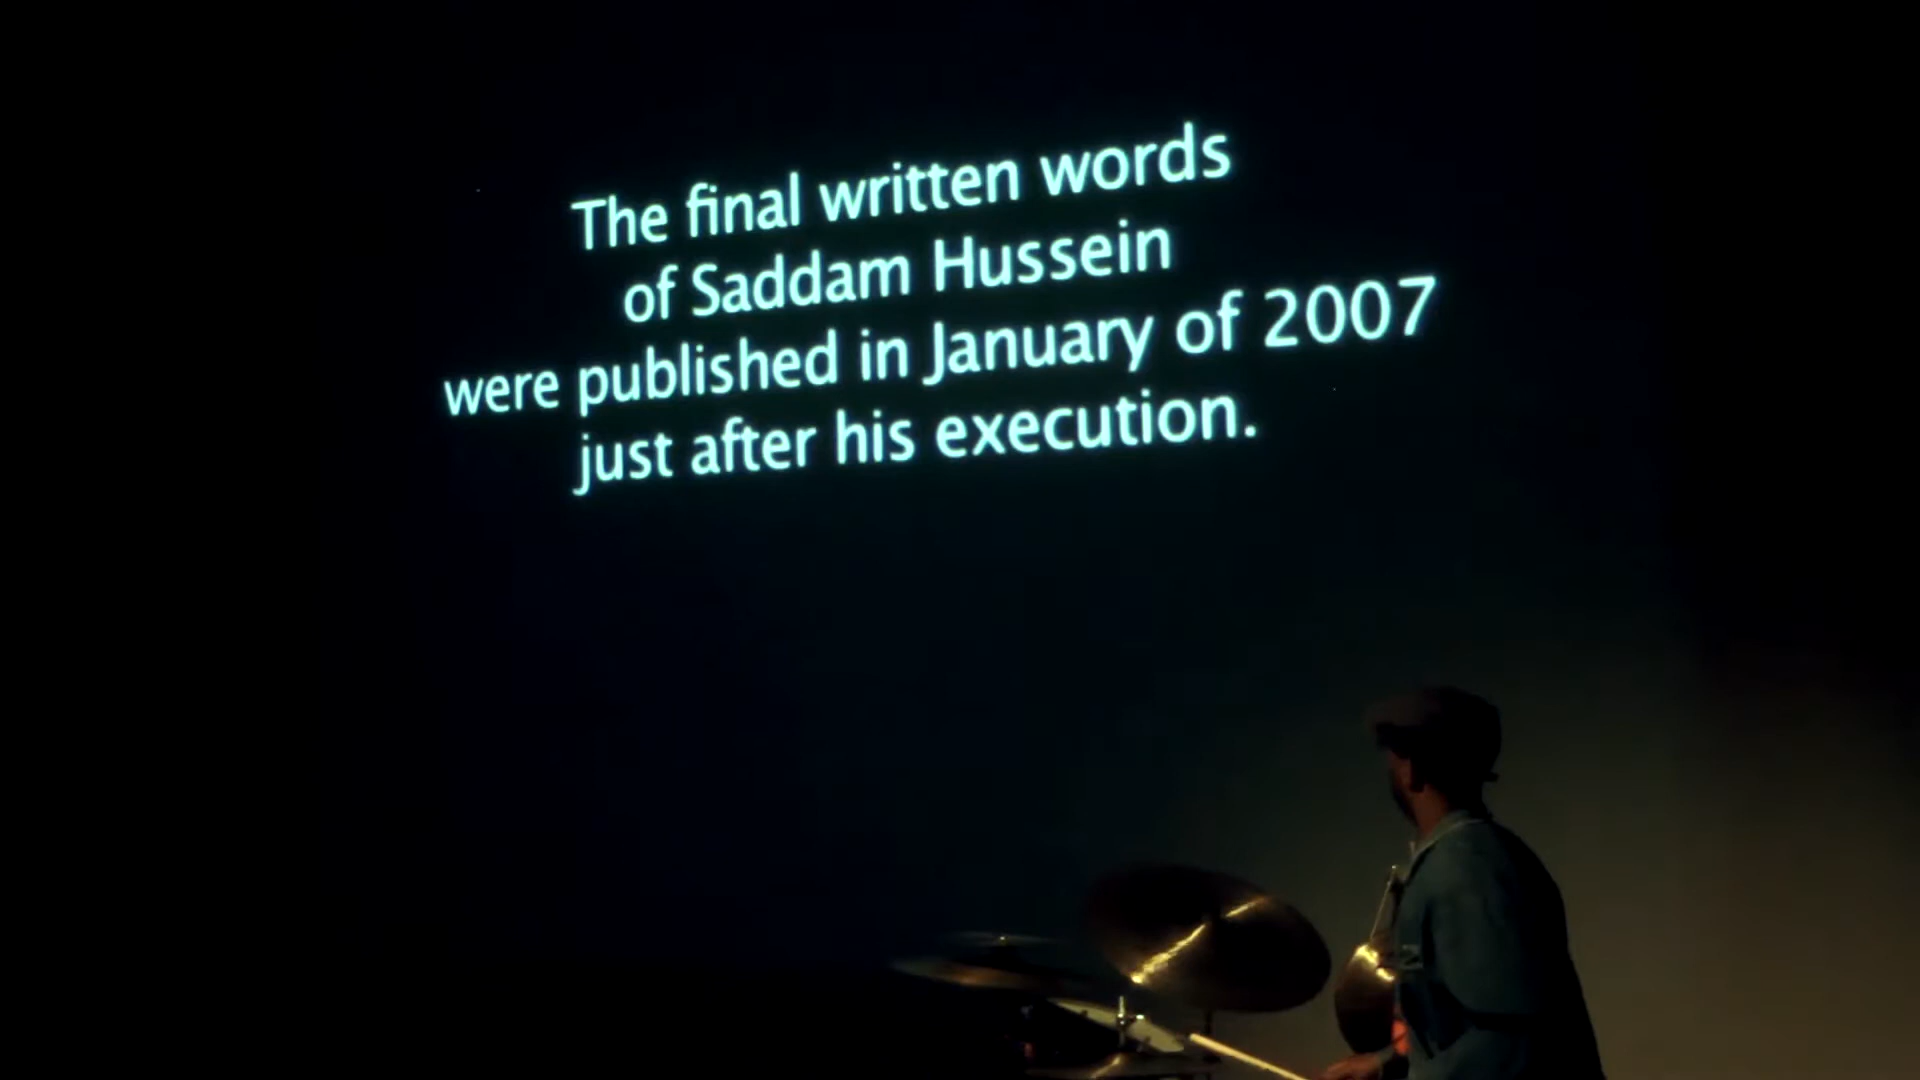 The final written words
of Saddam Hussein
were published in January of 2007
just after his execution.